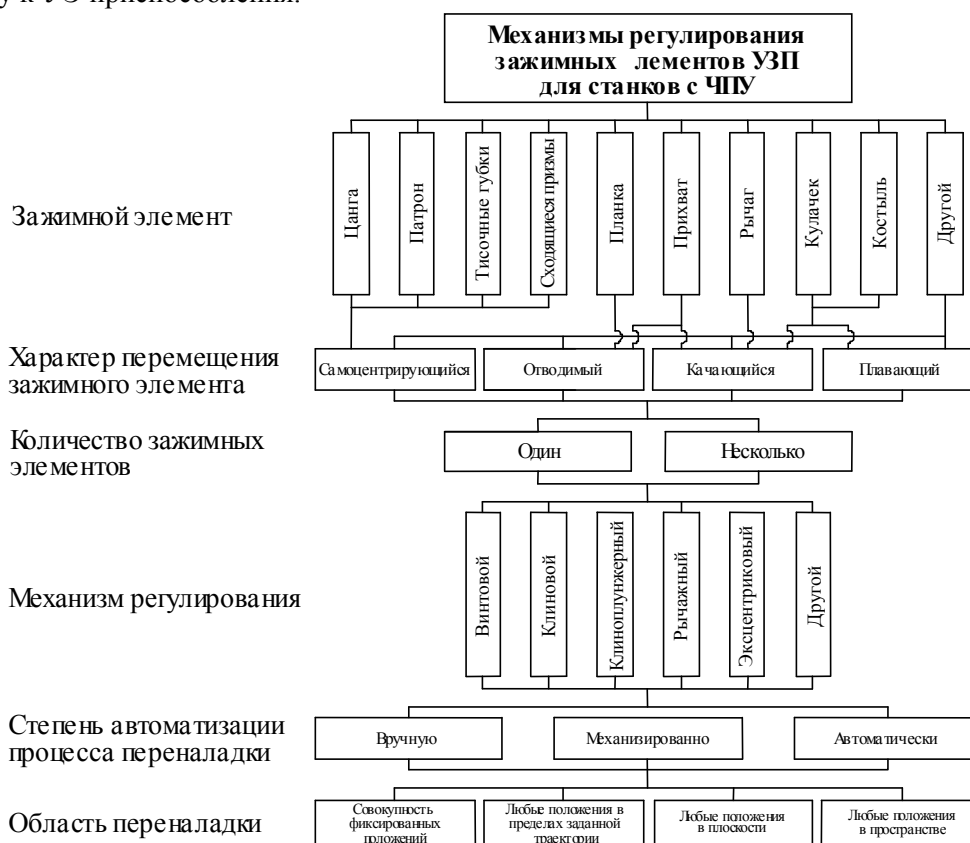 у к УЗ приспособления.
Механизмы регулирования
зажимных лементов УЗП
для станков с ЧПУ
Зажимной элемент
Цанга
Патрон
Тисочные губки
Сходящиеся призмы
Планка
Прихват
Рычаг
Кулачек
Костыль
Другой
Характер перемещения
зажимного элемента
Самоцентрирующийся
Отводимый
Качающийся
Плавающий
Количество зажимных
элементов
Один
Несколько
Механизм регулирования
Винтовой
Клиновой
Клиноплунжерный
Рычажный
Эксцентриковый
Другой
Степень автоматизации
процесса переналадки
Вручную
Механизированно
Автоматически
Область переналадки
Совокупность
фиксированных
положений
Любые положения в
пределах заданной
траектории
Любые положения
в плоскости
Любые положения
в пространстве